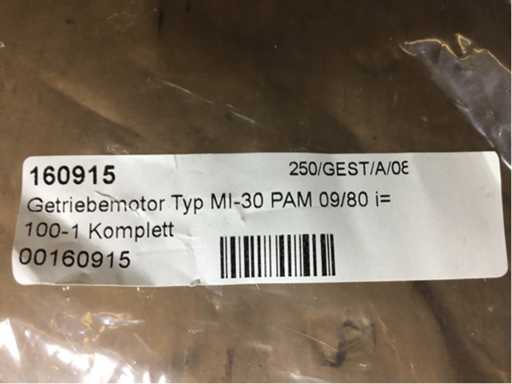 160915 250/GEST/A/08
Getriebemotor Typ MI-30 PAM 09/80 i=
100-1 Komplett
00160915